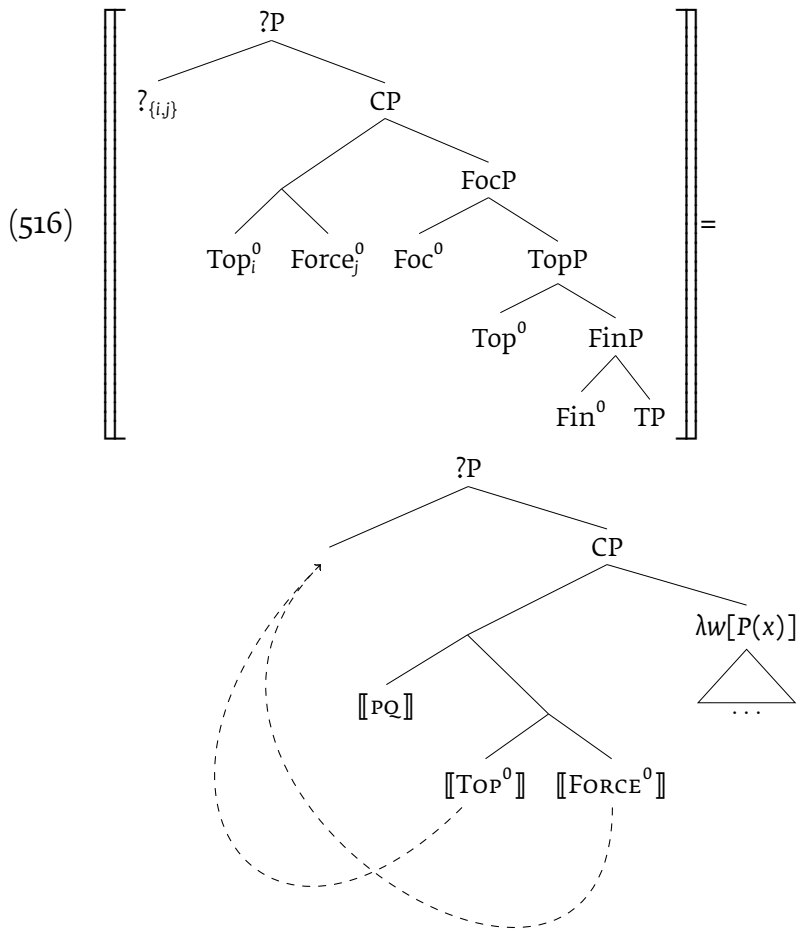 ?P
?{i,j} CP
FocP
(516) Top⁰ᵢ Force⁰ⱼ Foc⁰ TopP =
Top⁰ FinP
Fin⁰ TP
?P
CP
λw[P(x)]
⟦PQ⟧ ...
⟦TOP⁰⟧ ⟦FORCE⁰⟧